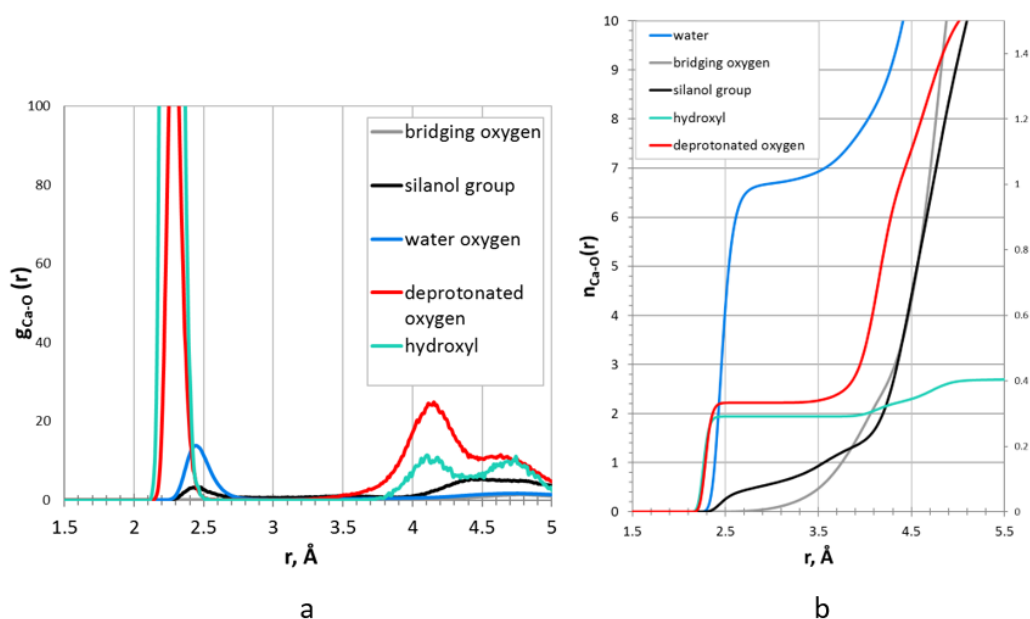 g Ca-O (r)
100
80
60
40
20
0
1.5 2 2.5 3 3.5 4 4.5 5
r, Å
bridging oxygen
silanol group
water oxygen
deprotonated
oxygen
hydroxyl
a
n Ca-O (r)
10
9
8
7
6
5
4
3
2
1
0
1.5 2.5 3.5 4.5 5.5
r, Å
water
bridging oxygen
silanol group
hydroxyl
deprotonated oxygen
1.4
1.2
1
0.8
0.6
0.4
0.2
0
b